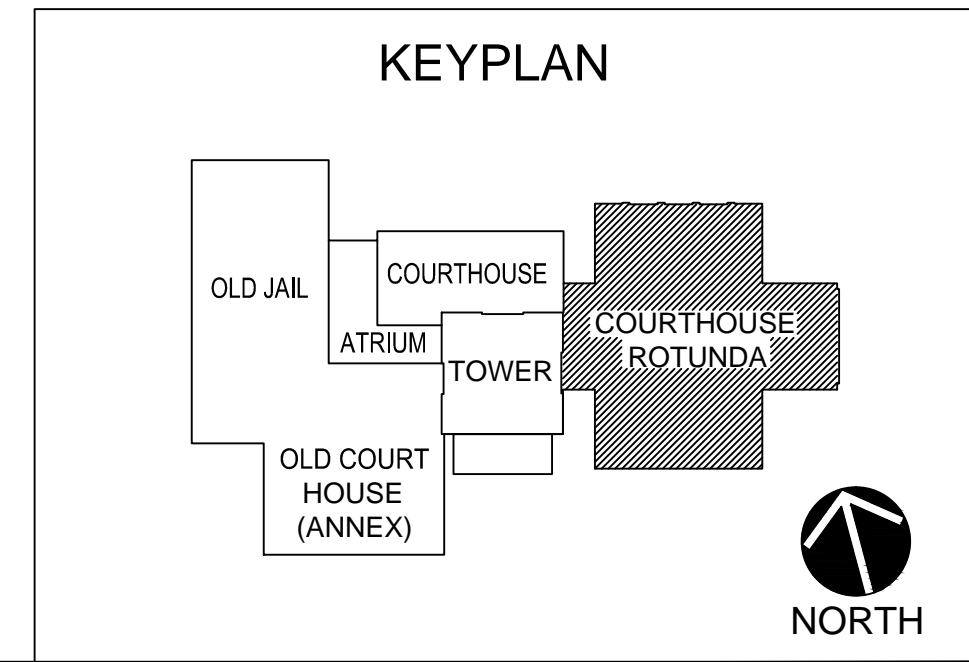 KEYPLAN
OLD JAIL
COURTHOUSE
ATRIUM
TOWER
COURTHOUSE
ROTUNDA
OLD COURT
HOUSE
(ANNEX)
NORTH